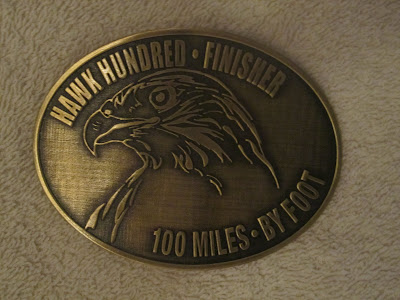 HAWK HUNDRED • FINISHER
100 MILES • BY FOOT